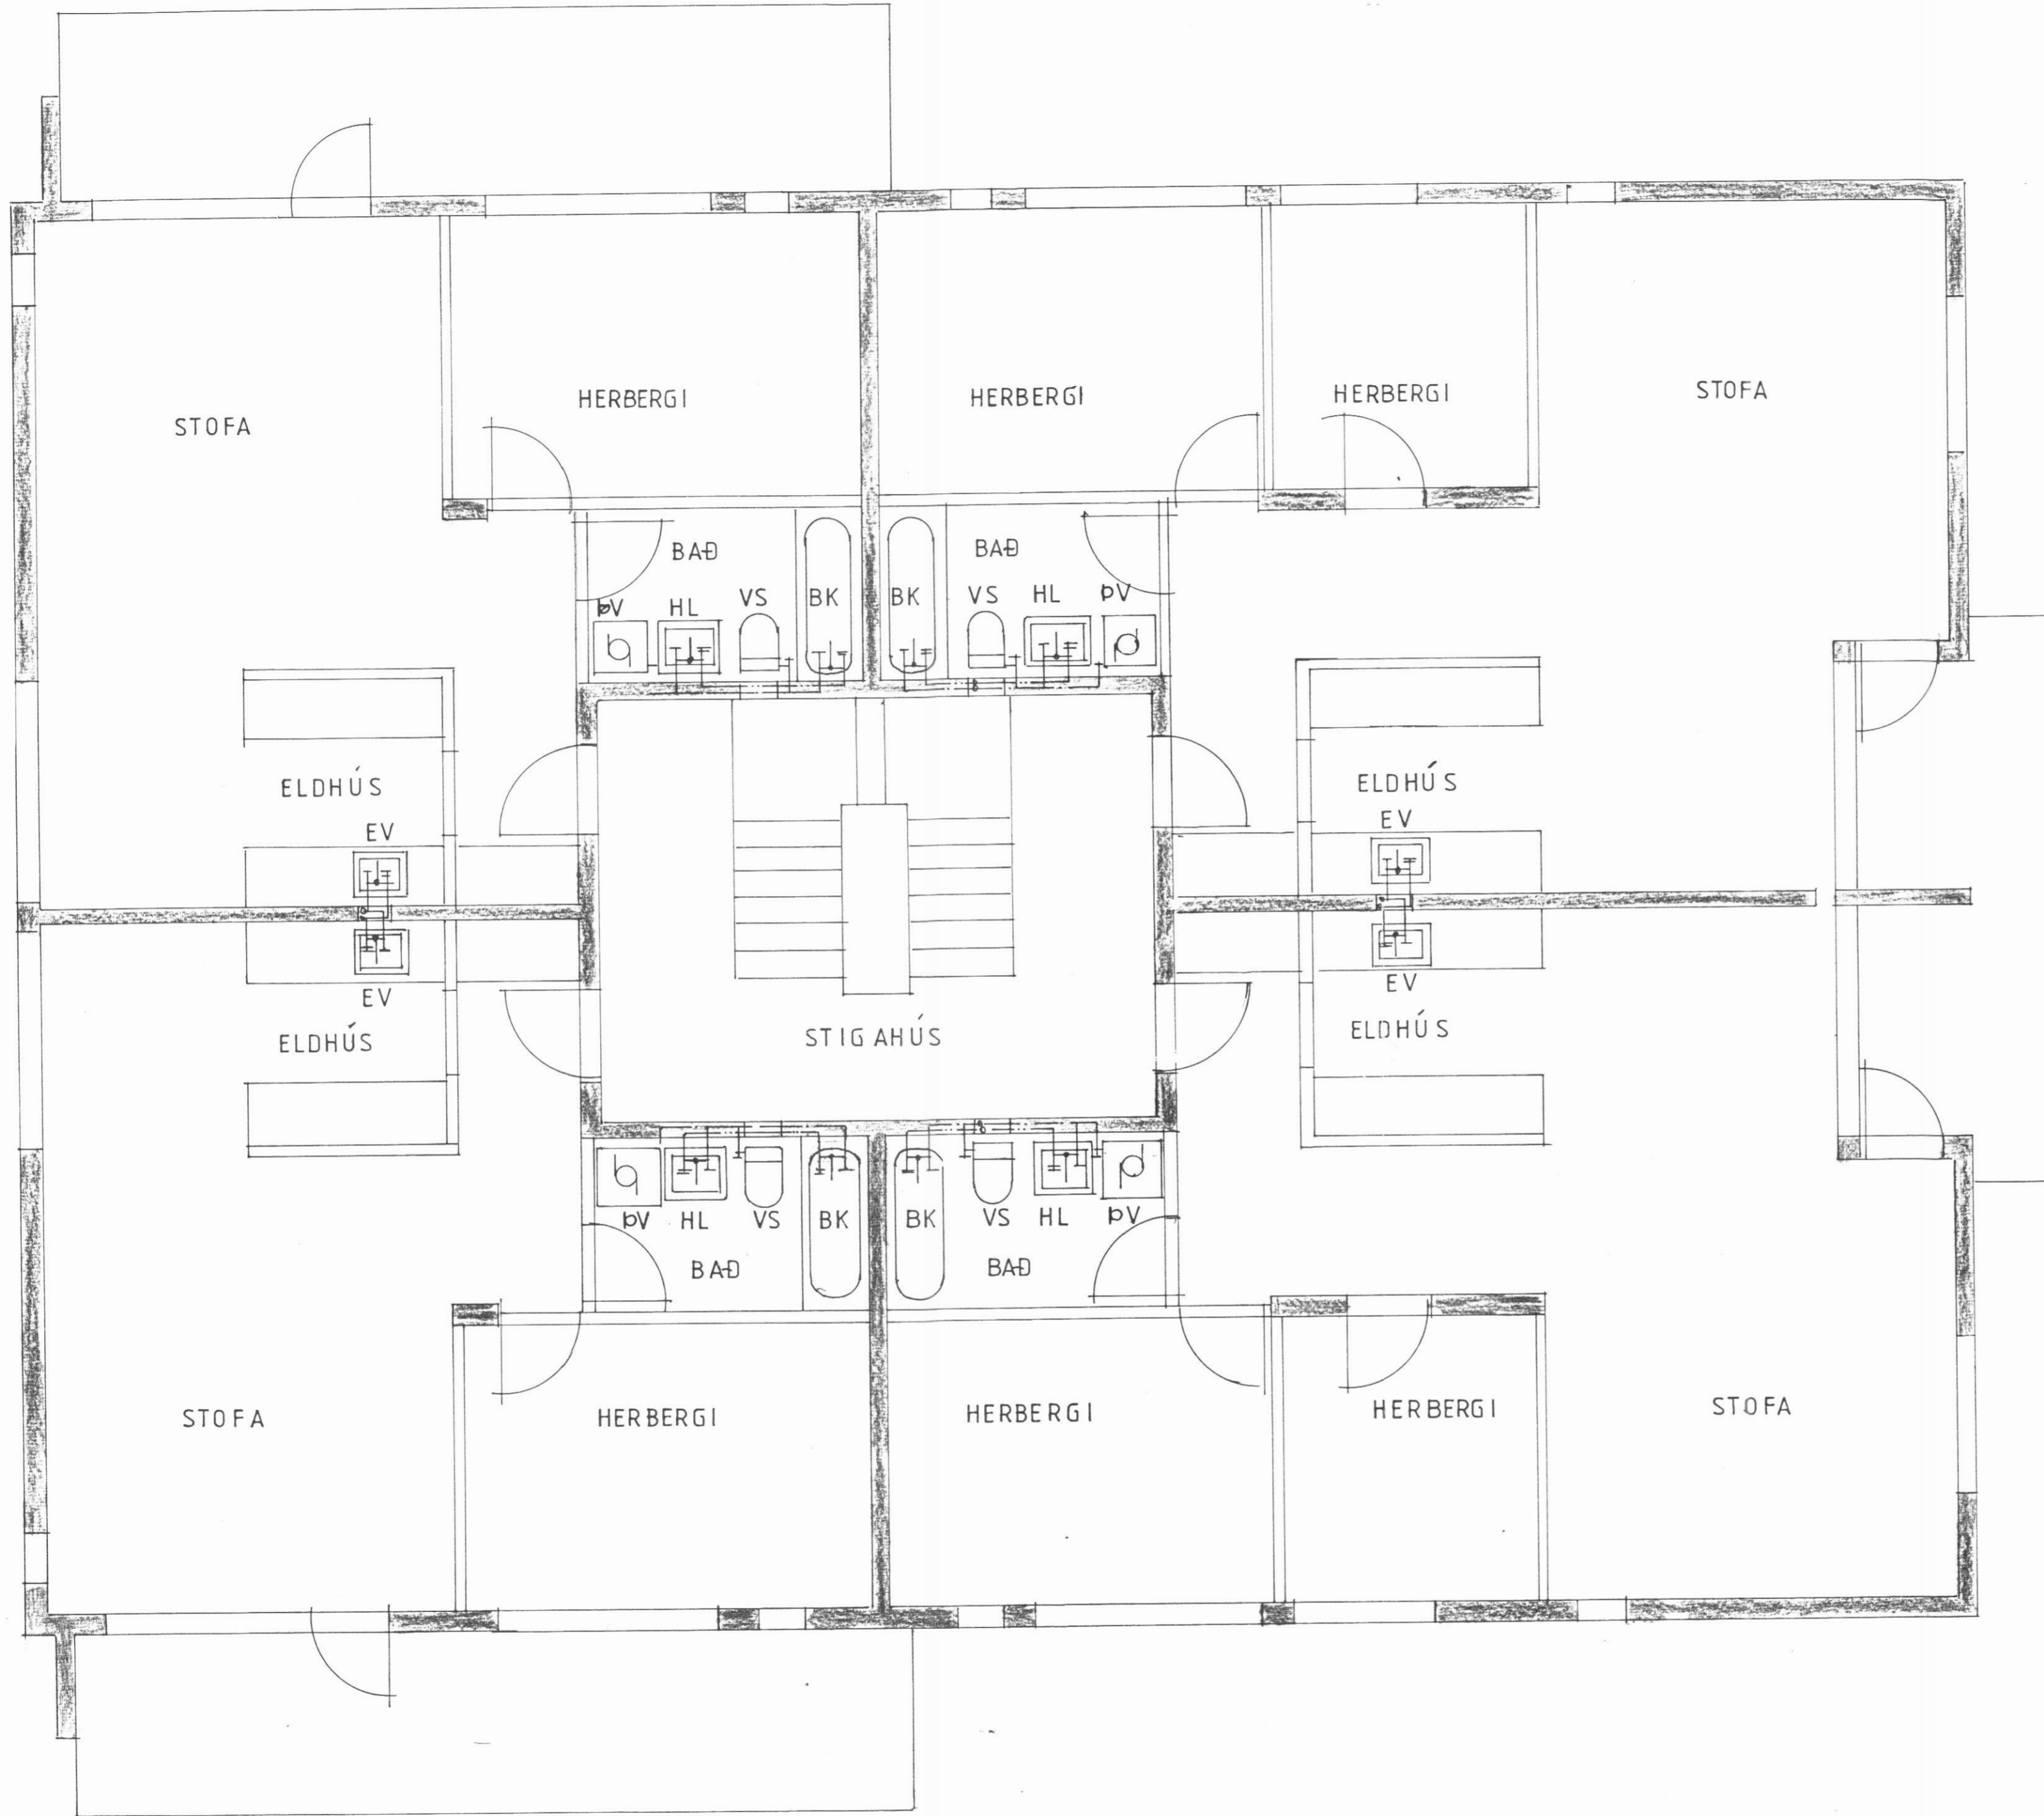 HERBERGI
HERBERGI
HERBERGI
STOFA
STOFA
BAÐ
BAÐ
ÞV
HL
VS
BK
BK
VS
HL
ÞV
ELDHÚS
ELDHÚS
EV
EV
EV
EV
ELDHÚS
STIGAHÚS
ELDHÚS
ÞV
HL
VS
BK
BK
VS
HL
ÞV
BAÐ
BAÐ
STOFA
HERBERGI
HERBERGI
HERBERGI
STOFA